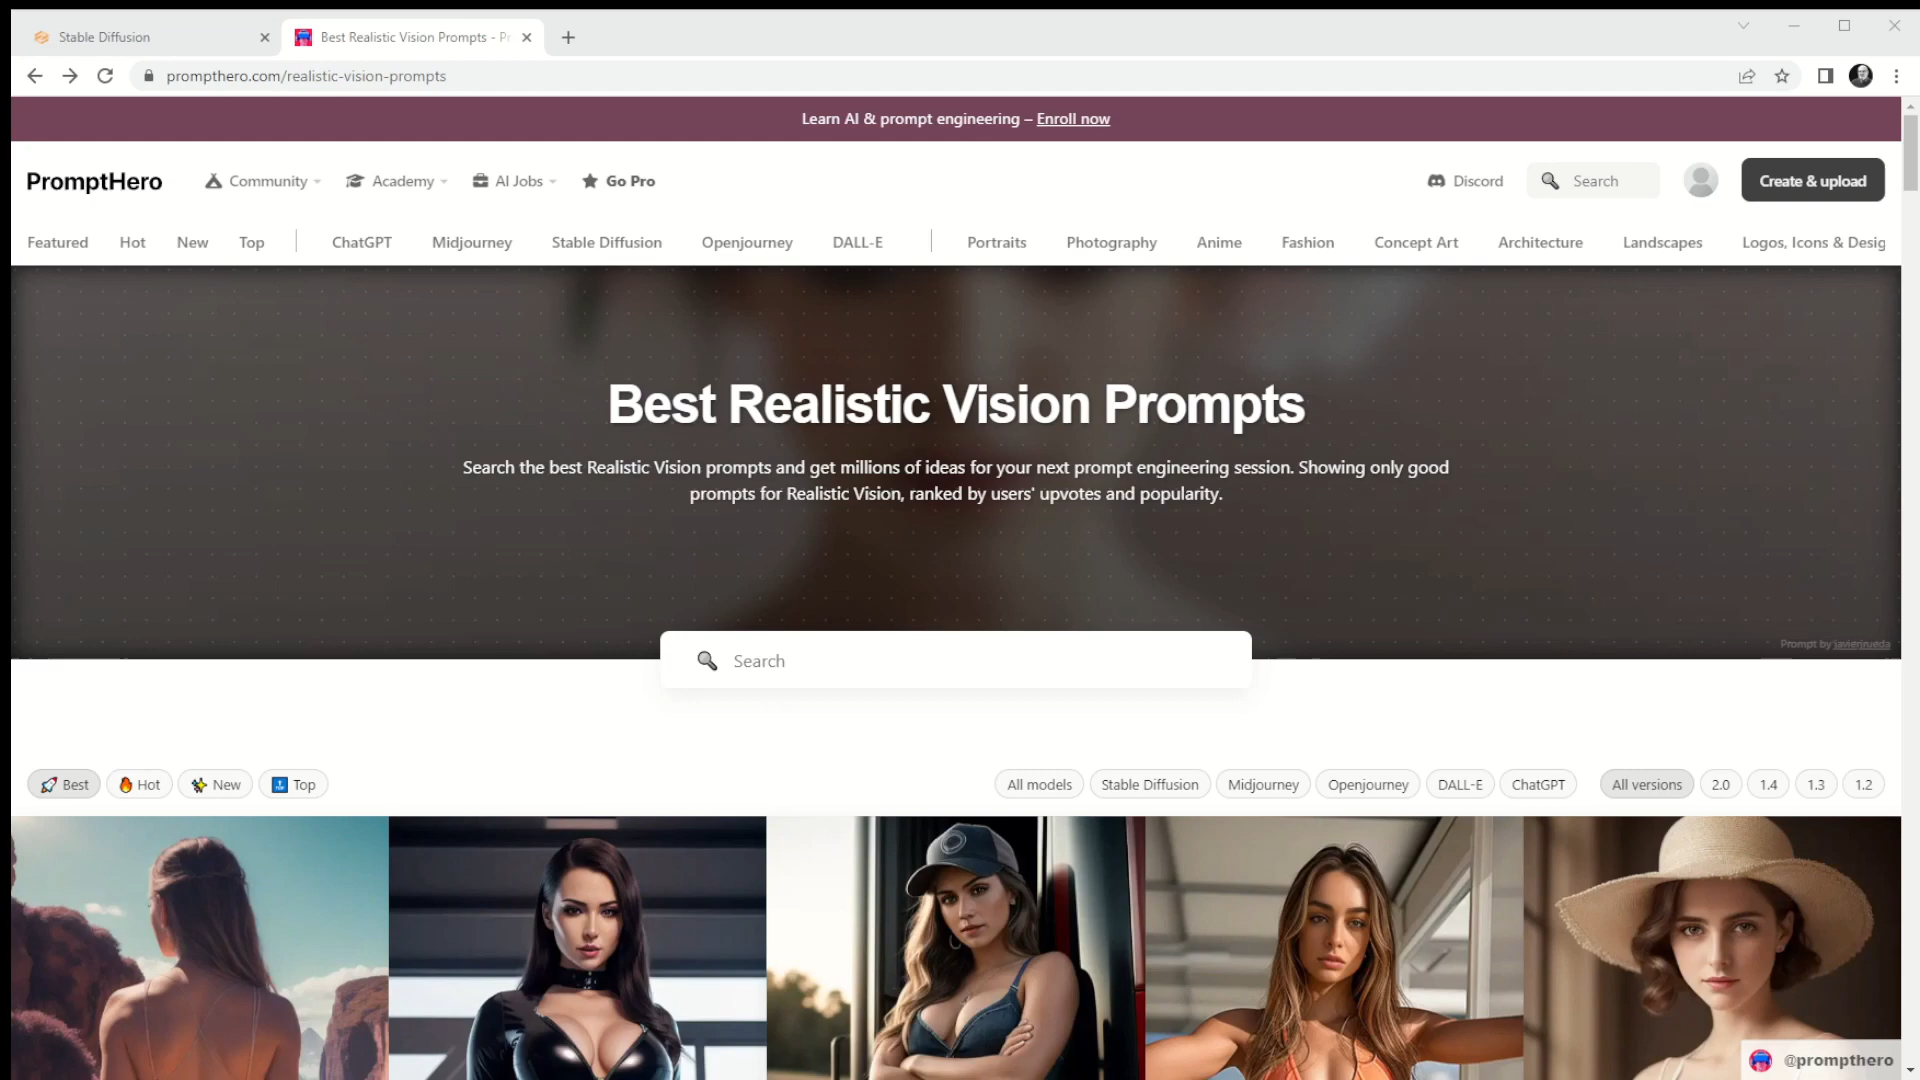 Stable Diffusion
Best Realistic Vision Prompts - Pr
prompthero.com/realistic-vision-prompts
Learn AI & prompt engineering – Enroll now
PromptHero
Community
Academy
AI Jobs
Go Pro
Discord
Search
Create & upload
Featured
Hot
New
Top
ChatGPT
Midjourney
Stable Diffusion
Openjourney
DALL-E
Portraits
Photography
Anime
Fashion
Concept Art
Architecture
Landscapes
Logos, Icons & Desig
Best Realistic Vision Prompts
Search the best Realistic Vision prompts and get millions of ideas for your next prompt engineering session. Showing only good
prompts for Realistic Vision, ranked by users' upvotes and popularity.
Prompt by javierjrueda
Search
Best
Hot
New
Top
All models
Stable Diffusion
Midjourney
Openjourney
DALL-E
ChatGPT
All versions
2.0
1.4
1.3
1.2
@prompthero